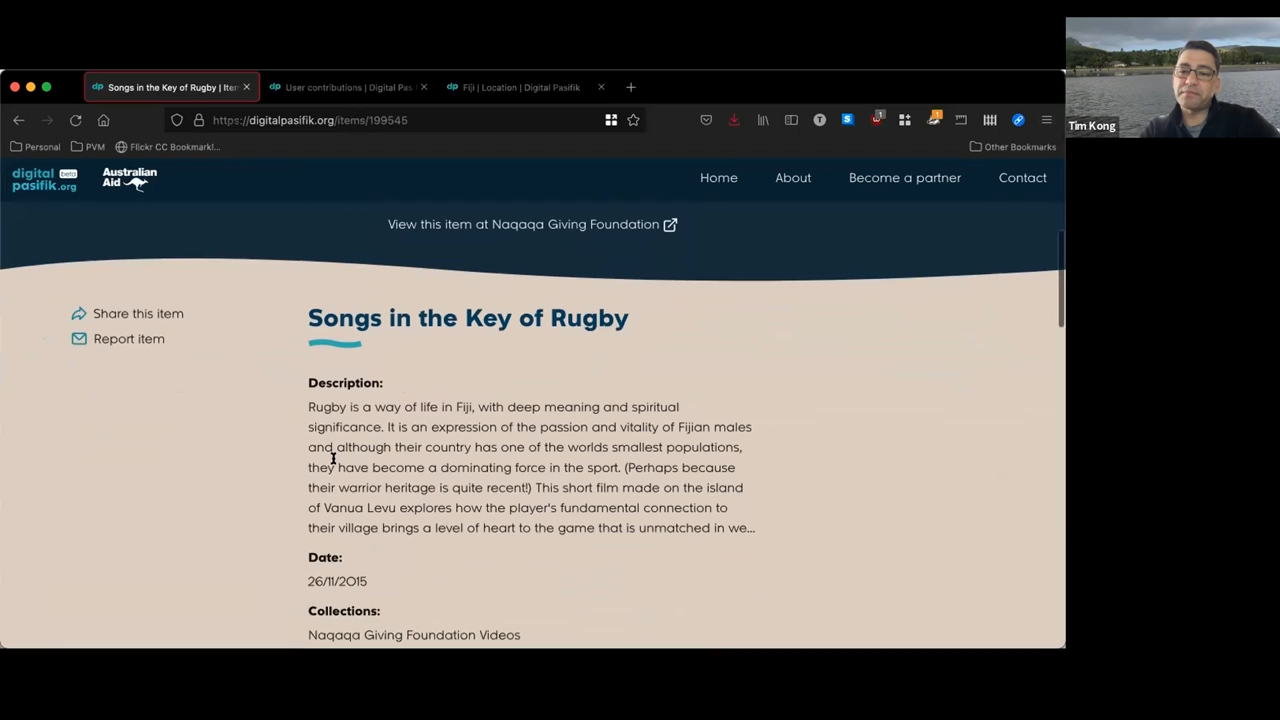 Songs in the Key of Rugby | Iten
User contributions | Digital Pas
Fiji | Location | Digital Pasifik
https://digitalpasifik.org/items/199545
Personal
PVM
Flickr CC Bookmarkl...
Other Bookmarks
Tim Kong
digital beta
pasifik.org
Australian
Aid
Home
About
Become a partner
Contact
View this item at Naqaqa Giving Foundation
Share this item
Report item
Songs in the Key of Rugby
Description:
Rugby is a way of life in Fiji, with deep meaning and spiritual
significance. It is an expression of the passion and vitality of Fijian males
and although their country has one of the worlds smallest populations,
they have become a dominating force in the sport. (Perhaps because
their warrior heritage is quite recent!) This short film made on the island
of Vanua Levu explores how the player's fundamental connection to
their village brings a level of heart to the game that is unmatched in we...
Date:
26/11/2015
Collections:
Naqaqa Giving Foundation Videos